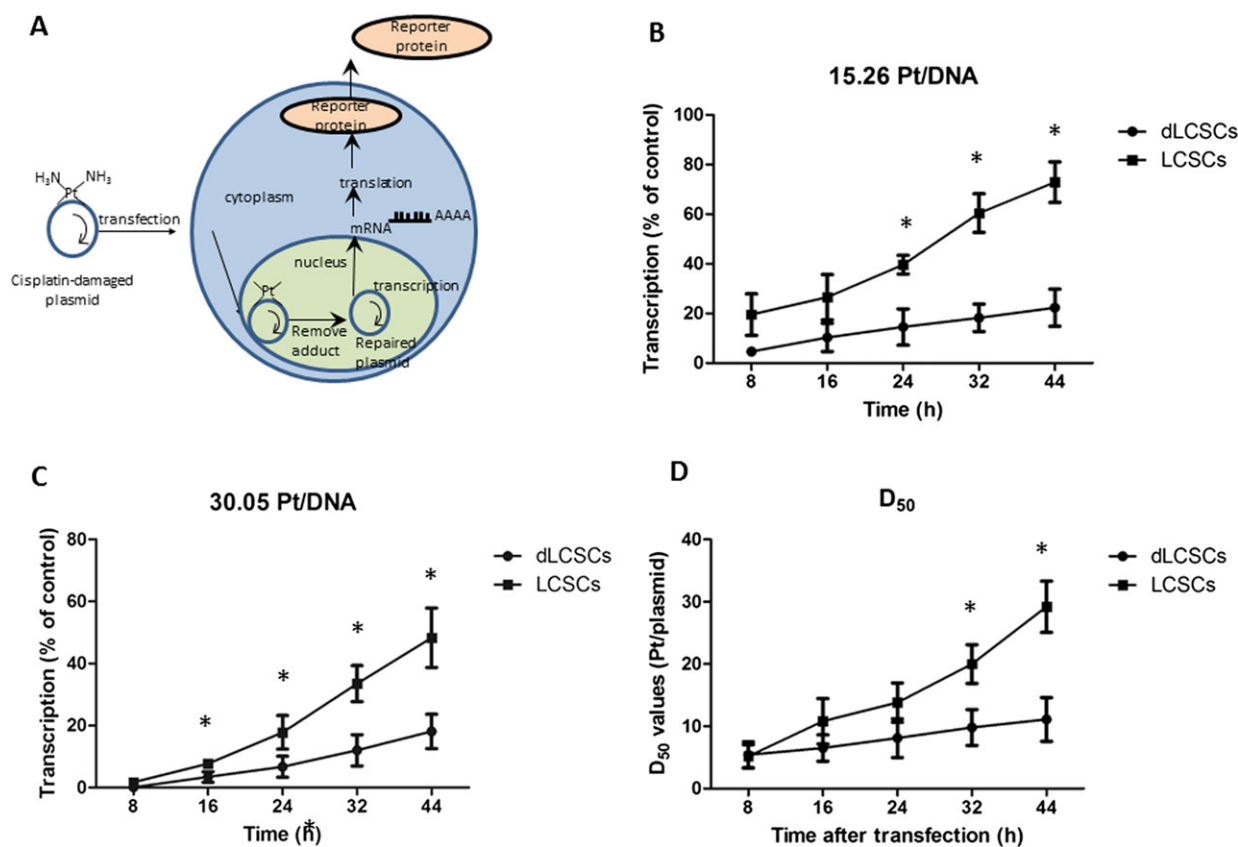 A
Reporter
protein
Reporter
protein
H₃N NH₃
Pt
transfection
Cisplatin-damaged
plasmid
cytoplasm
translation
mRNA
AAAA
nucleus
Pt
transcription
Remove
adduct
Repaired
plasmid
B
15.26 Pt/DNA
Transcription (% of control)
100
80
60
40
20
0
* * *
8 16 24 32 44
Time (h)
dLCSCs
LCSCs
C
30.05 Pt/DNA
Transcription (% of control)
80
60
40
20
0
* * * *
8 16 24 32 44
Time (h)
*
dLCSCs
LCSCs
D
D₅₀
D₅₀ values (Pt/plasmid)
40
30
20
10
0
* *
8 16 24 32 44
Time after transfection (h)
dLCSCs
LCSCs